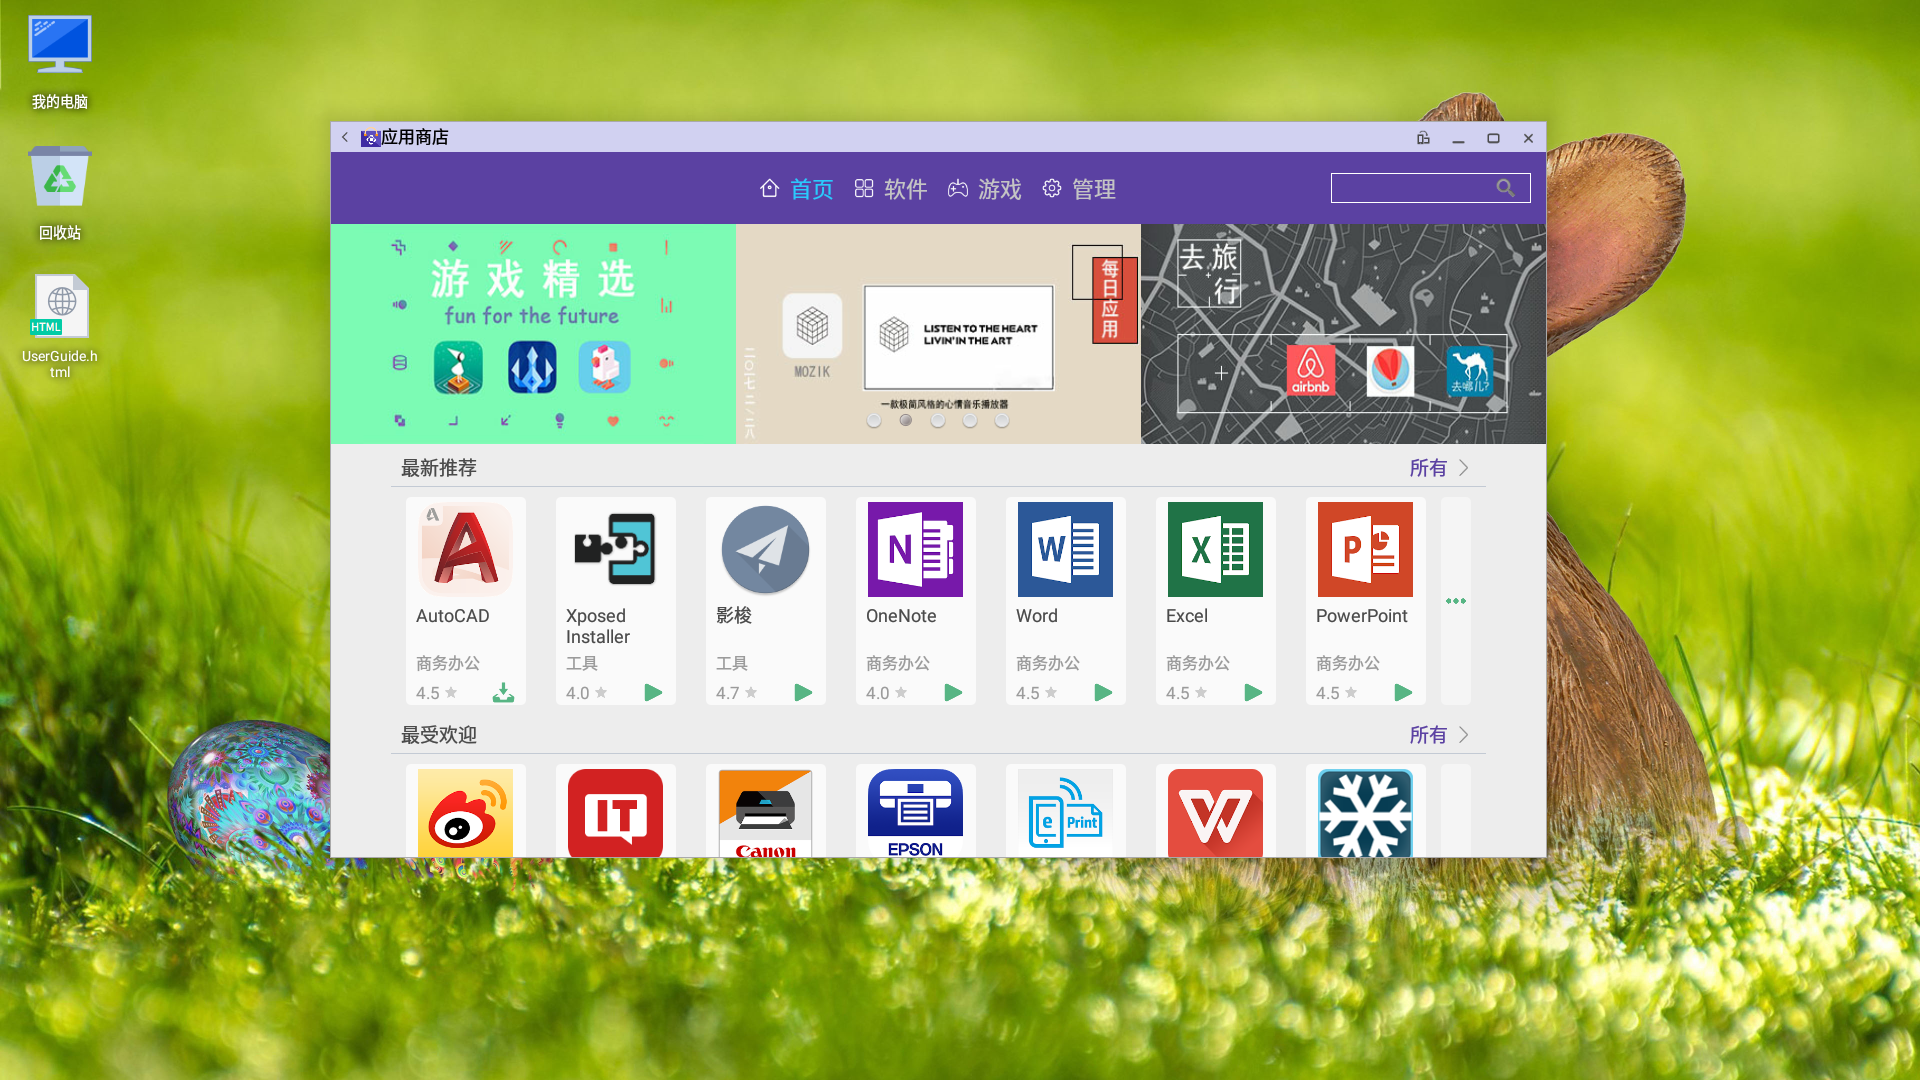 我的电脑
回收站
HTML
UserGuide.h
tml
应用商店
首页 软件 游戏 管理
游戏精选
fun for the future
MOZIK
LISTEN TO THE HEART
LIVIN'IN THE ART
一款极简风格的心情音乐播放器
每日应用
去旅行
airbnb
去哪儿?
最新推荐 所有
AutoCAD
商务办公
4.5
Xposed
Installer
工具
4.0
影梭
工具
4.7
N
OneNote
商务办公
4.0
W
Word
商务办公
4.5
X
Excel
商务办公
4.5
P
PowerPoint
商务办公
4.5
最受欢迎 所有
IT
Canon
EPSON
e Print
W